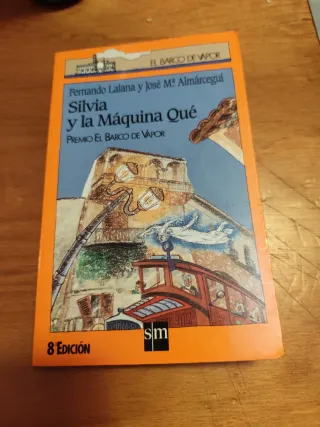 EL BARCO DE VAPOR
Fernando Lalana y José Mª Almárcegui
Silvia
y la Máquina Qué
PREMIO EL BARCO DE VAPOR
8ª EDICIÓN
sm